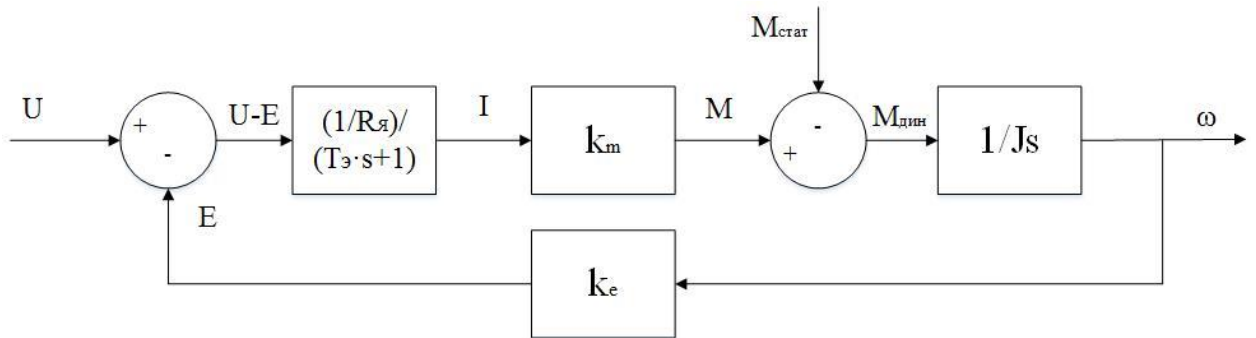 Mстат
U
+
-
U-E
(1/Rя)/
(Tэ·s+1)
I
km
M
-
+
Mдин
1/Js
ω
E
ke